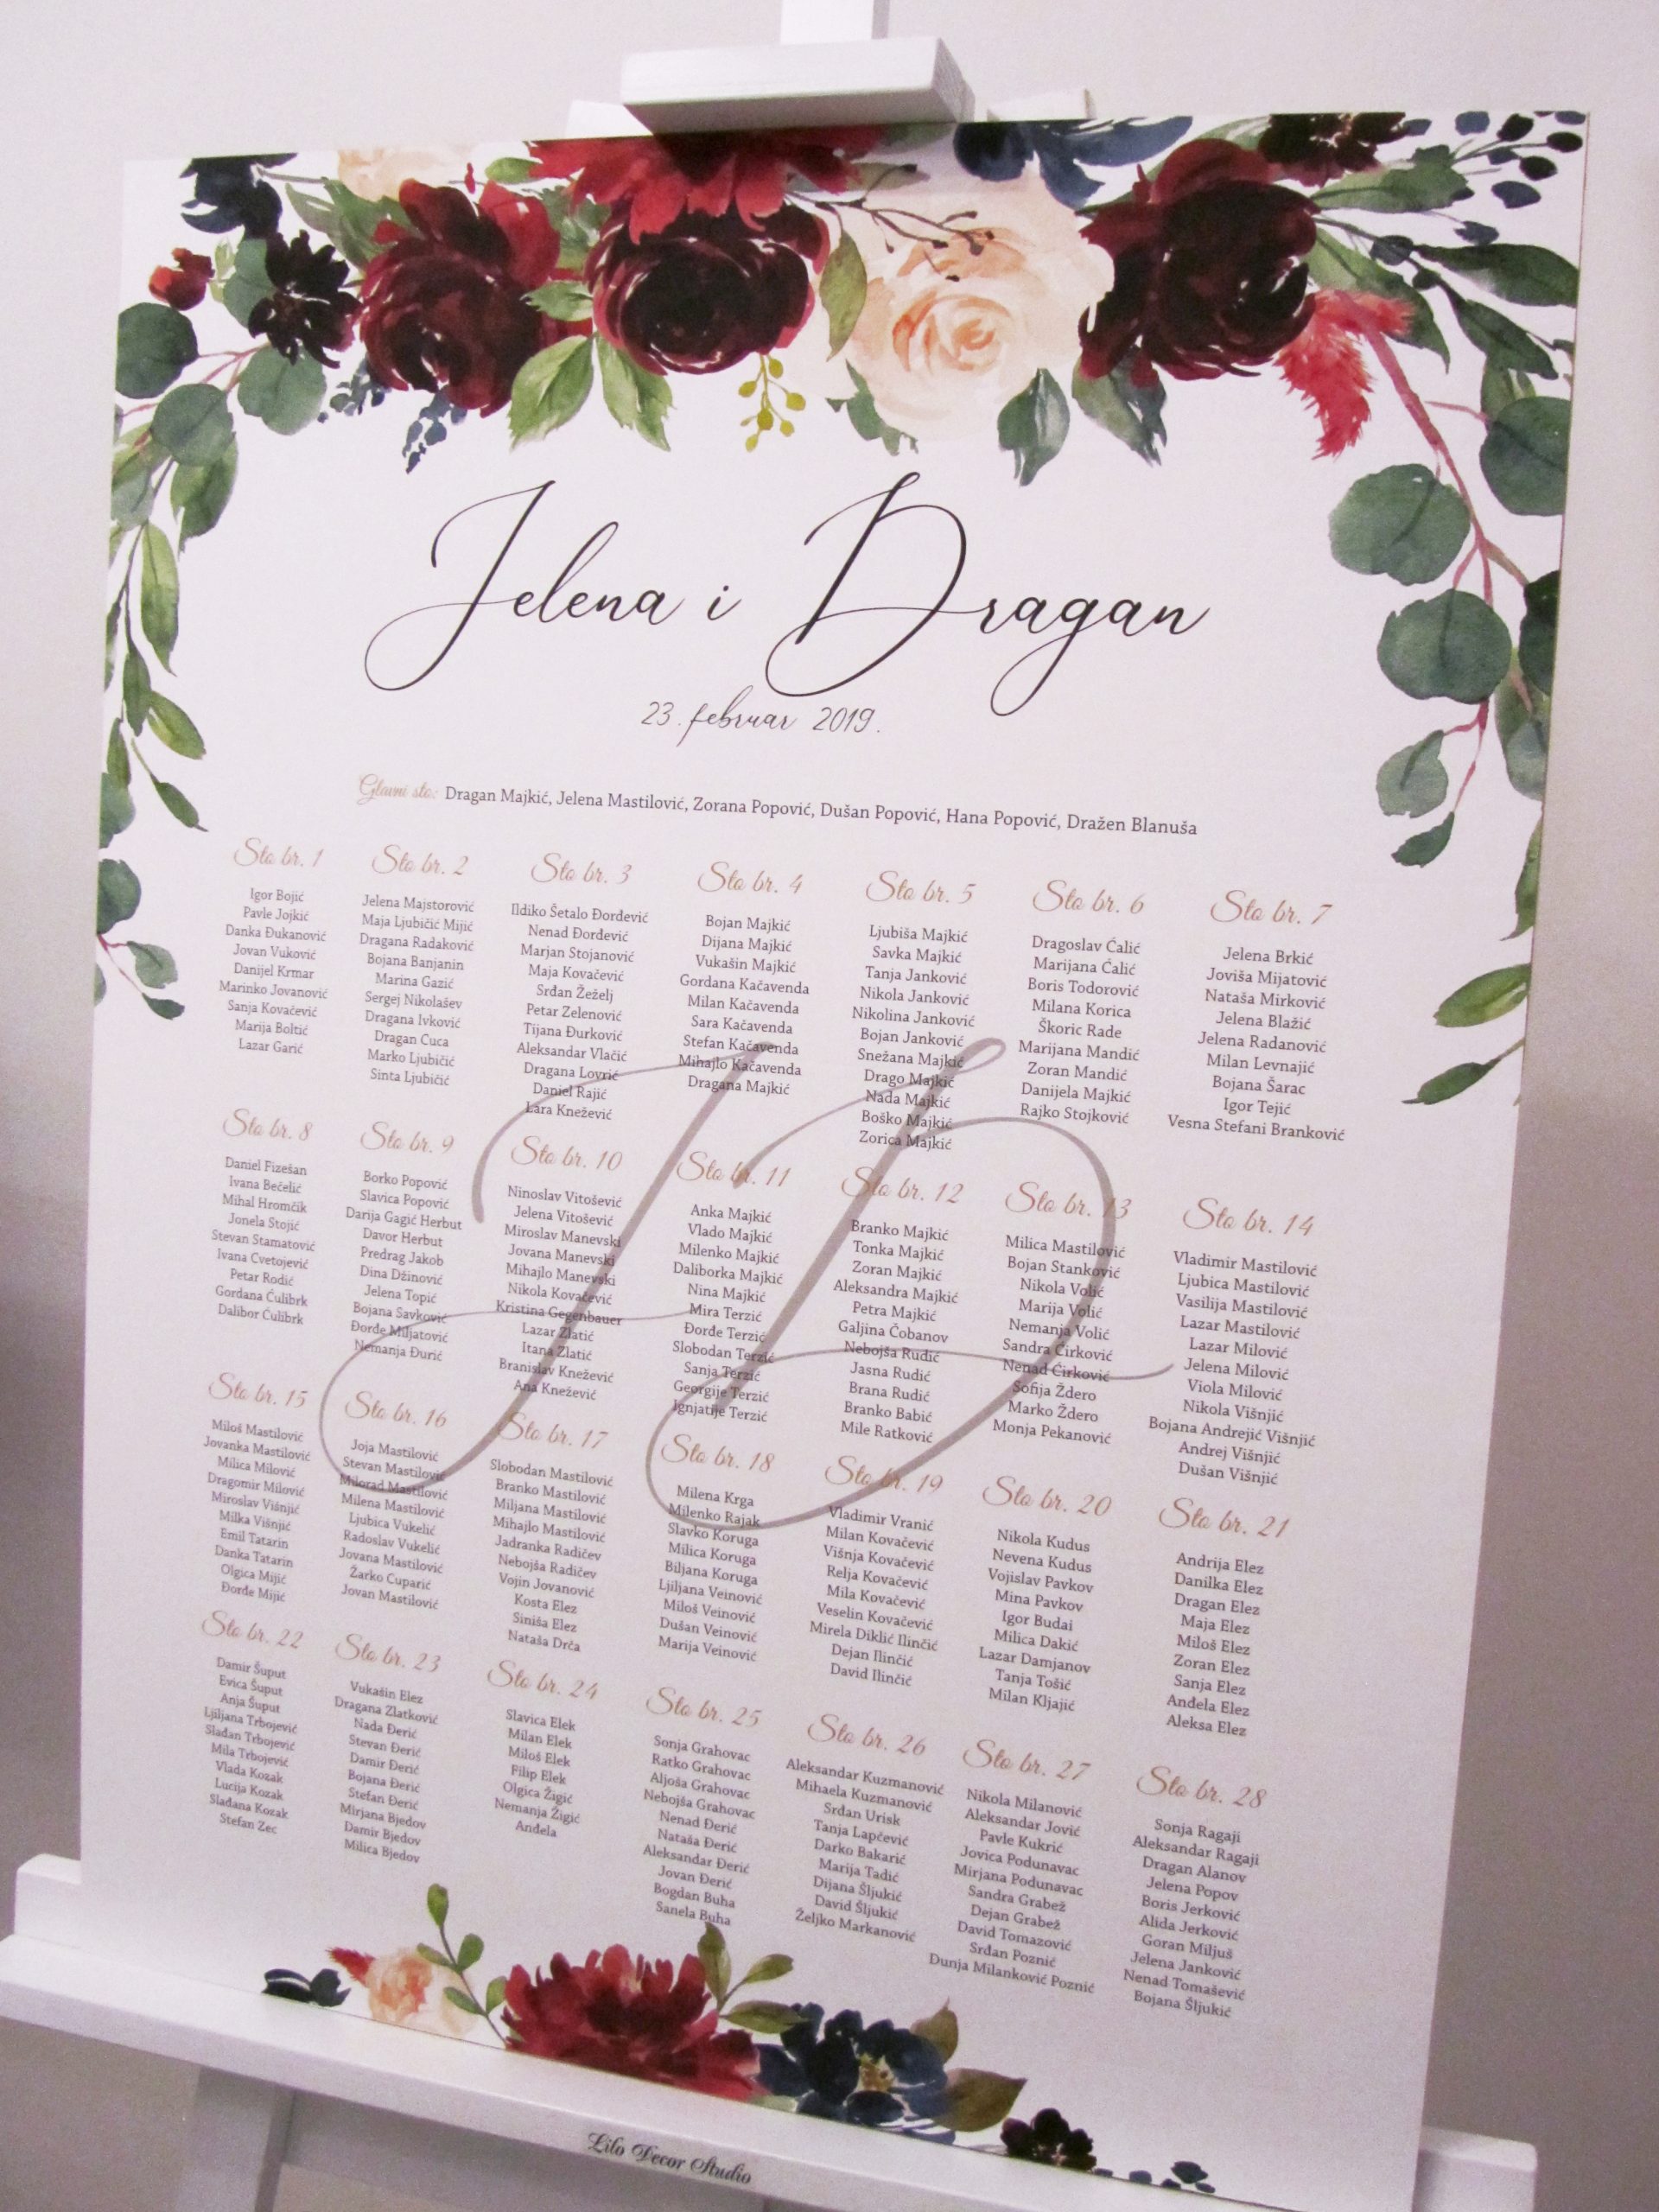 Jelena i Dragan
23. februar 2019.
Glavni sto: Dragan Majkić, Jelena Mastilović, Zorana Popović, Dušan Popović, Hana Popović, Dražen Blanuša
Sto br. 1
Igor Bojić
Pavle Jojkić
Danka Đukanović
Jovan Vuković
Danijel Krmar
Marinko Jovanović
Sanja Kovačević
Marija Boltić
Lazar Garić
Sto br. 2
Jelena Majstorović
Maja Ljubičić Mijić
Dragana Radaković
Bojana Banjanin
Marina Gazić
Sergej Nikolašev
Dragana Ivković
Dragan Cuca
Marko Ljubičić
Sinta Ljubičić
Sto br. 3
Ildiko Šetalo Đorđević
Nenad Đorđević
Marjan Stojanović
Maja Kovačević
Srđan Žeželj
Petar Zelenović
Tijana Đurković
Aleksandar Vlačić
Dragana Lovrić
Daniel Rajić
Lara Knežević
Sto br. 4
Bojan Majkić
Dijana Majkić
Vukašin Majkić
Gordana Kačavenda
Milan Kačavenda
Sara Kačavenda
Stefan Kačavenda
Mihajlo Kačavenda
Dragana Majkić
Sto br. 5
Ljubiša Majkić
Savka Majkić
Tanja Janković
Nikola Janković
Nikolina Janković
Bojan Janković
Snežana Majkić
Drago Majkić
Nada Majkić
Boško Majkić
Zorica Majkić
Sto br. 6
Dragoslav Ćalić
Marijana Ćalić
Boris Todorović
Milana Korica
Škoric Rade
Marijana Mandić
Zoran Mandić
Danijela Majkić
Rajko Stojković
Sto br. 7
Jelena Brkić
Joviša Mijatović
Nataša Mirković
Jelena Blažić
Jelena Radanović
Milan Levnajić
Bojana Šarac
Igor Tejić
Vesna Stefani Branković
Sto br. 8
Daniel Fizešan
Ivana Bečelić
Mihal Hromčik
Jonela Stojić
Stevan Stamatović
Ivana Cvetojević
Petar Rodić
Gordana Ćulibrk
Dalibor Ćulibrk
Sto br. 9
Borko Popović
Slavica Popović
Darija Gagić Herbut
Davor Herbut
Predrag Jakob
Dina Džinović
Jelena Topić
Bojana Savković
Đorđe Miljatović
Nemanja Đurić
Sto br. 10
Ninoslav Vitošević
Jelena Vitošević
Miroslav Manevski
Jovana Manevski
Mihajlo Manevski
Nikola Kovačević
Kristina Gegenbauer
Lazar Zlatić
Itana Zlatić
Branislav Knežević
Ana Knežević
Sto br. 11
Anka Majkić
Vlado Majkić
Milenko Majkić
Daliborka Majkić
Nina Majkić
Mira Terzić
Đorđe Terzić
Slobodan Terzić
Sanja Terzić
Georgije Terzić
Ignjatije Terzić
Sto br. 12
Branko Majkić
Tonka Majkić
Zoran Majkić
Aleksandra Majkić
Petra Majkić
Galjina Čobanov
Nebojša Rudić
Jasna Rudić
Brana Rudić
Branko Babić
Mile Ratković
Sto br. 13
Milica Mastilović
Bojan Stanković
Nikola Volić
Marija Volić
Nemanja Volić
Sandra Ćirković
Nenad Ćirković
Sofija Ždero
Marko Ždero
Monja Pekanović
Sto br. 14
Vladimir Mastilović
Ljubica Mastilović
Vasilija Mastilović
Lazar Mastilović
Lazar Milović
Jelena Milović
Viola Milović
Nikola Višnjić
Bojana Andrejić Višnjić
Andrej Višnjić
Dušan Višnjić
JD
Sto br. 15
Miloš Mastilović
Jovanka Mastilović
Milica Milović
Dragomir Milović
Miroslav Višnjić
Milka Višnjić
Emil Tatarin
Danka Tatarin
Olgica Mijić
Đorđe Mijić
Sto br. 16
Joja Mastilović
Stevan Mastilović
Milorad Mastilović
Milena Mastilović
Ljubica Vukelić
Radoslav Vukelić
Jovana Mastilović
Žarko Cuparić
Jovan Mastilović
Sto br. 17
Slobodan Mastilović
Branko Mastilović
Miljana Mastilović
Mihajlo Mastilović
Jadranka Radičev
Nebojša Radičev
Vojin Jovanović
Kosta Elez
Siniša Elez
Nataša Drča
Sto br. 18
Milena Krga
Milenko Rajak
Slavko Koruga
Milica Koruga
Biljana Koruga
Ljiljana Veinović
Miloš Veinović
Dušan Veinović
Marija Veinović
Sto br. 19
Vladimir Vranić
Milan Kovačević
Višnja Kovačević
Relja Kovačević
Mila Kovačević
Veselin Kovačević
Mirela Diklić Ilinčić
Dejan Ilinčić
David Ilinčić
Sto br. 20
Nikola Kudus
Nevena Kudus
Vojislav Pavkov
Mina Pavkov
Igor Budai
Milica Dakić
Lazar Damjanov
Tanja Tošić
Milan Kljajić
Sto br. 21
Andrija Elez
Danilka Elez
Dragan Elez
Maja Elez
Miloš Elez
Zoran Elez
Sanja Elez
Anđela Elez
Aleksa Elez
Sto br. 22
Damir Šuput
Evica Šuput
Anja Šuput
Ljiljana Trbojević
Slađan Trbojević
Mila Trbojević
Vlada Kozak
Lucija Kozak
Slađana Kozak
Stefan Zec
Sto br. 23
Vukašin Elez
Dragana Zlatković
Nada Đerić
Stevan Đerić
Damir Đerić
Bojana Đerić
Stefan Đerić
Mirjana Bjedov
Damir Bjedov
Milica Bjedov
Sto br. 24
Slavica Elek
Milan Elek
Miloš Elek
Filip Elek
Olgica Žigić
Nemanja Žigić
Anđela
Sto br. 25
Sonja Grahovac
Ratko Grahovac
Aljoša Grahovac
Nebojša Grahovac
Nenad Đerić
Nataša Đerić
Aleksandar Đerić
Jovan Đerić
Bogdan Buha
Sanela Buha
Sto br. 26
Aleksandar Kuzmanović
Mihaela Kuzmanović
Srđan Urisk
Tanja Lapčević
Darko Bakarić
Marija Tadić
Dijana Šljukić
David Šljukić
Željko Markanović
Sto br. 27
Nikola Milanović
Aleksandar Jović
Pavle Kukrić
Jovica Podunavac
Mirjana Podunavac
Sandra Grabež
Dejan Grabež
David Tomazović
Srđan Poznić
Dunja Milanković Poznić
Sto br. 28
Sonja Ragaji
Aleksandar Ragaji
Dragan Alanov
Jelena Popov
Boris Jerković
Alida Jerković
Goran Miljuš
Jelena Janković
Nenad Tomašević
Bojana Šljukić
Lilo Decor Studio